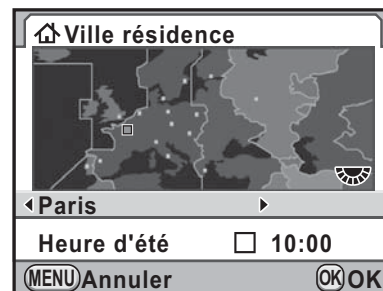 Ville résidence
Paris
Heure d'été 10:00
MENU Annuler OK OK